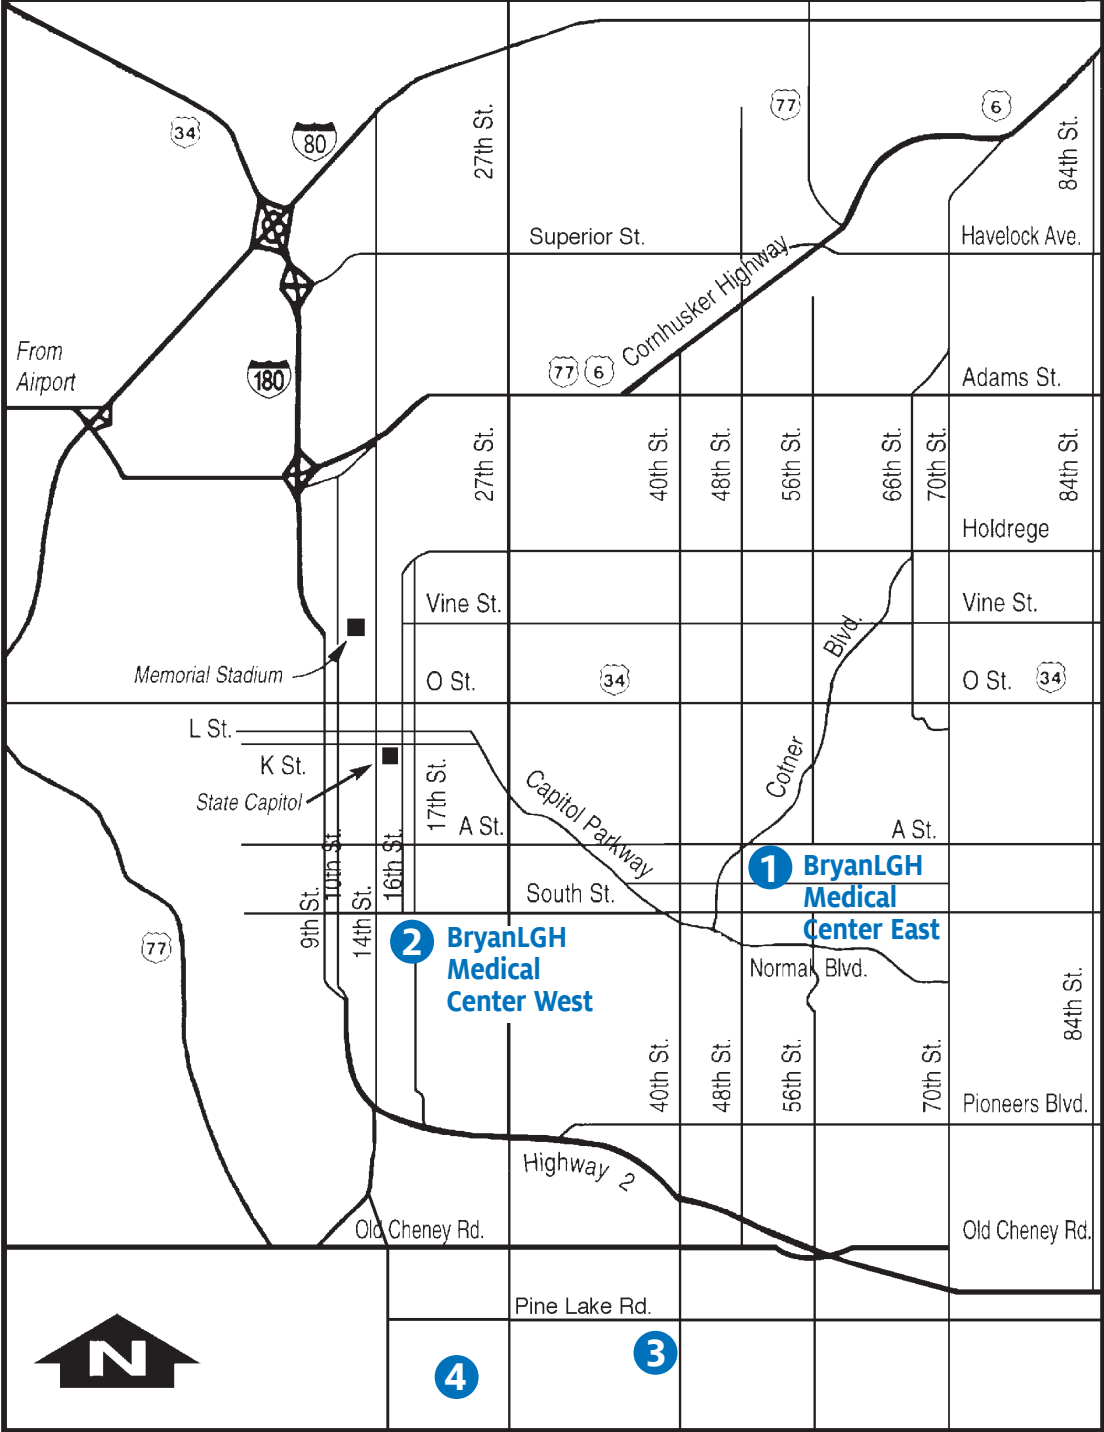 34
80
27th St.
77
6
84th St.
Superior St.
Havelock Ave.
Cornhusker Highway
From
Airport
180
77
6
Adams St.
27th St.
40th St.
48th St.
56th St.
66th St.
70th St.
84th St.
Holdrege
Vine St.
Vine St.
Blvd.
Memorial Stadium
O St.
34
O St.
34
L St.
K St.
State Capitol
17th St.
Capitol Parkway
Cotner
A St.
A St.
10th St.
16th St.
9th St.
14th St.
South St.
1
BryanLGH
Medical
Center East
2
BryanLGH
Medical
Center West
77
Normal Blvd.
84th St.
40th St.
48th St.
56th St.
70th St.
Pioneers Blvd.
Highway 2
Old Cheney Rd.
Old Cheney Rd.
Pine Lake Rd.
N
3
4